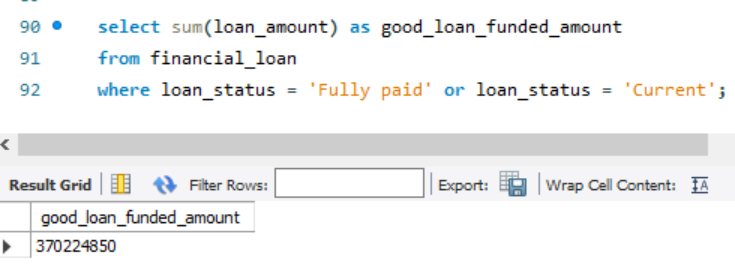 90 select sum(loan_amount) as good_loan_funded_amount
91 from financial_loan
92 where loan_status = 'Fully paid' or loan_status = 'Current';
Result Grid Filter Rows: Export: Wrap Cell Content:
good_loan_funded_amount
370224850